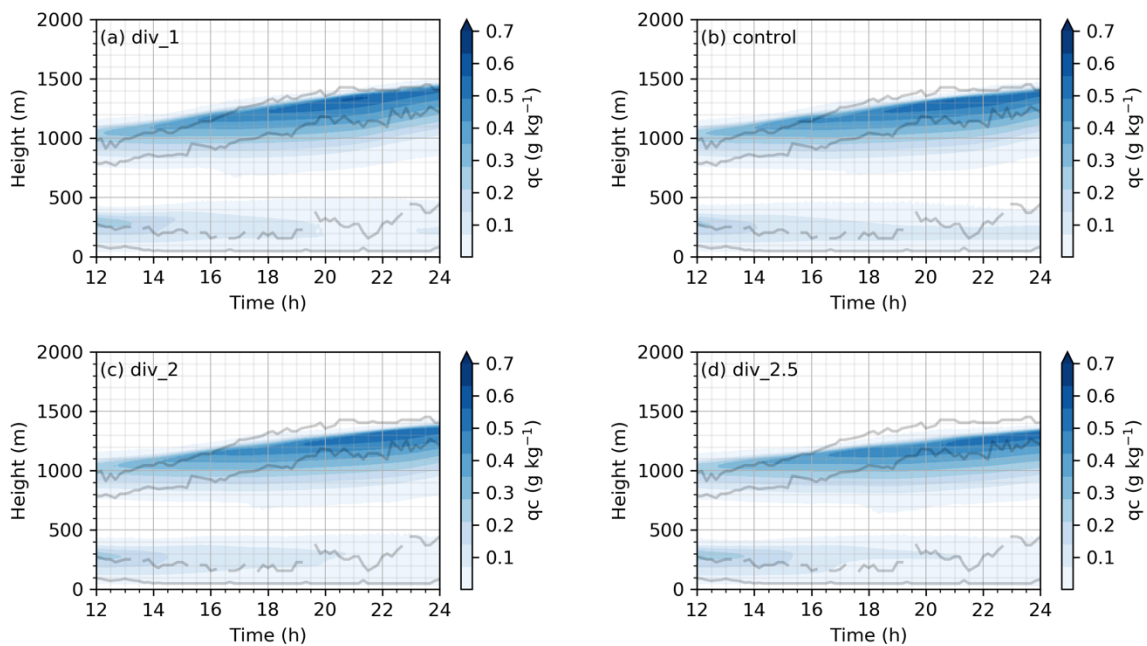 (a) div_1
2000
1500
1000
500
0
Height (m)
12 14 16 18 20 22 24
Time (h)
0.7
0.6
0.5
0.4
0.3
0.2
0.1
qc (g kg⁻¹)
(b) control
2000
1500
1000
500
0
Height (m)
12 14 16 18 20 22 24
Time (h)
0.7
0.6
0.5
0.4
0.3
0.2
0.1
qc (g kg⁻¹)
(c) div_2
2000
1500
1000
500
0
Height (m)
12 14 16 18 20 22 24
Time (h)
0.7
0.6
0.5
0.4
0.3
0.2
0.1
qc (g kg⁻¹)
(d) div_2.5
2000
1500
1000
500
0
Height (m)
12 14 16 18 20 22 24
Time (h)
0.7
0.6
0.5
0.4
0.3
0.2
0.1
qc (g kg⁻¹)